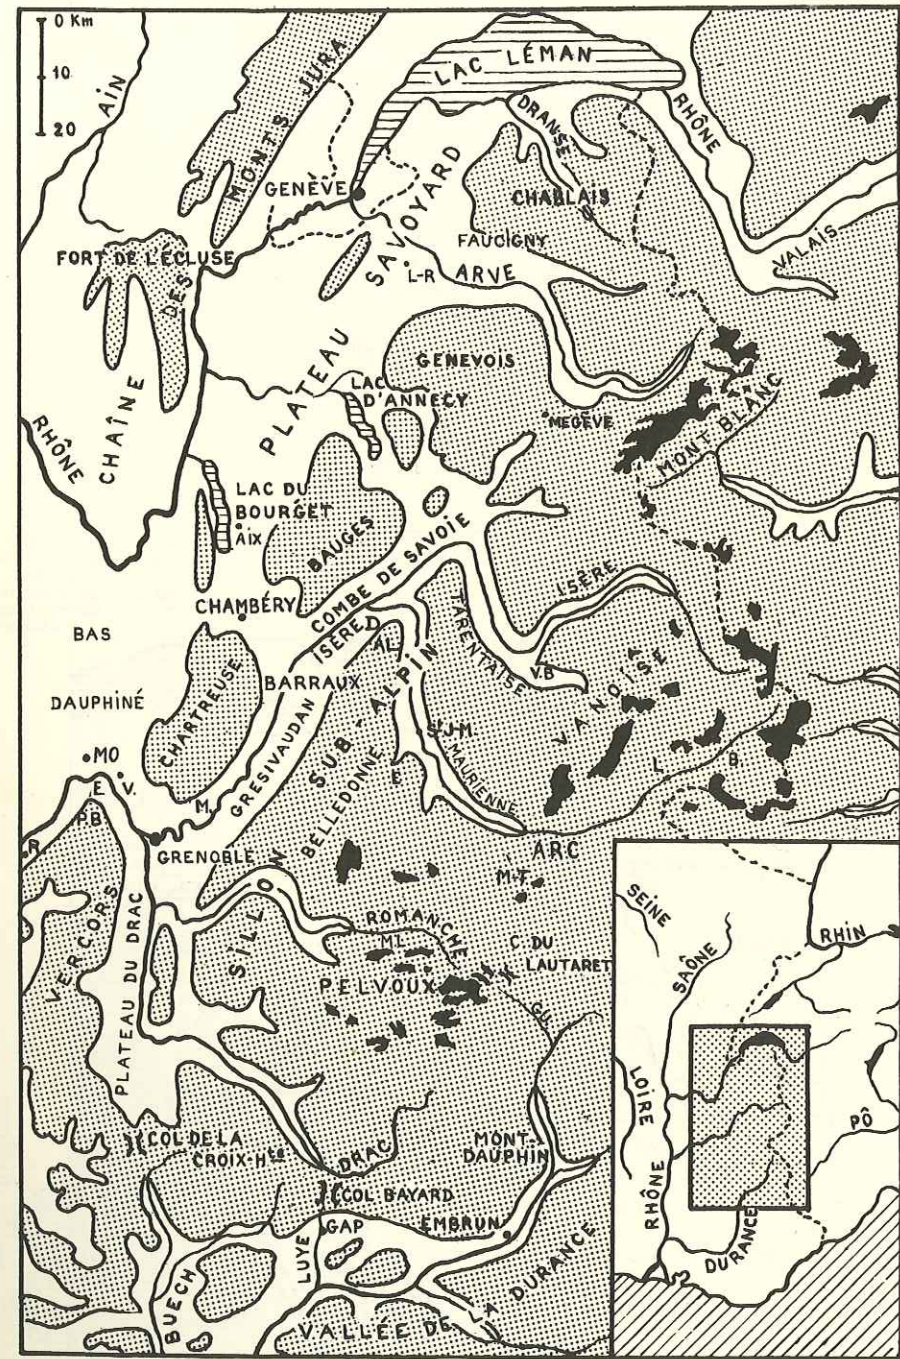 0 Km
10
20
AIN
MONTS JURA
LAC LÉMAN
RHÔNE
DRANSE
GENÈVE
SAVOYARD
CHABLAIS
FORT DE L'ÉCLUSE
FAUCIGNY
VALAIS
L-R
ARVE
DES
PLATEAU
GENEVOIS
LAC
D'ANNECY
MEGÈVE
MONT BLANC
CHAÎNE
RHÔNE
LAC DU
BOURGET
AIX
BAUGES
COMBE DE SAVOIE
CHAMBÉRY
ISÈRE
ISÈRE
D
AL
TARENTAISE
V.B
BAS
DAUPHINÉ
BARRAUX
CHARTREUSE
SUB-ALPIN
VANOISE
St J-M
MAURIENNE
MO
V.
GRESIVAUDAN
BELLEDONNE
E
L.
B.
E.
P.B
M.
R
GRENOBLE
ARC
M-T
VERCORS
PLATEAU DU DRAC
SILLON
ROMANCHE
ML
C. DU
LAUTARET
PELVOUX
GU.
COL DE LA
CROIX-Hte
DRAC
MONT-
DAUPHIN
COL BAYARD
GAP
EMBRUN
LUYE
BUECH
VALLÉE DE LA DURANCE
SEINE
SAÔNE
RHIN
LOIRE
PÔ
RHÔNE
DURANCE